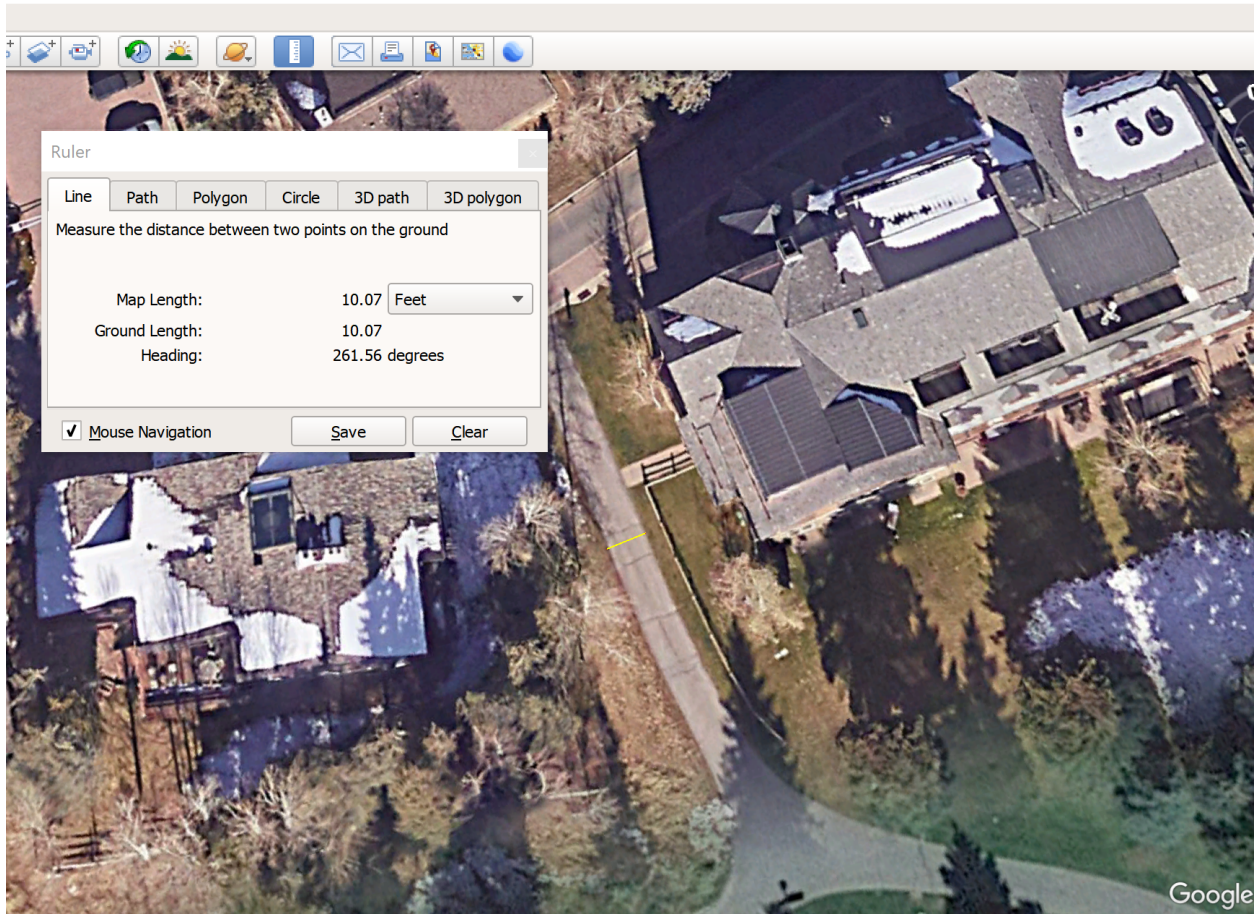 Ruler
Line Path Polygon Circle 3D path 3D polygon
Measure the distance between two points on the ground
Map Length: 10.07 Feet
Ground Length: 10.07
Heading: 261.56 degrees
Mouse Navigation Save Clear
Google